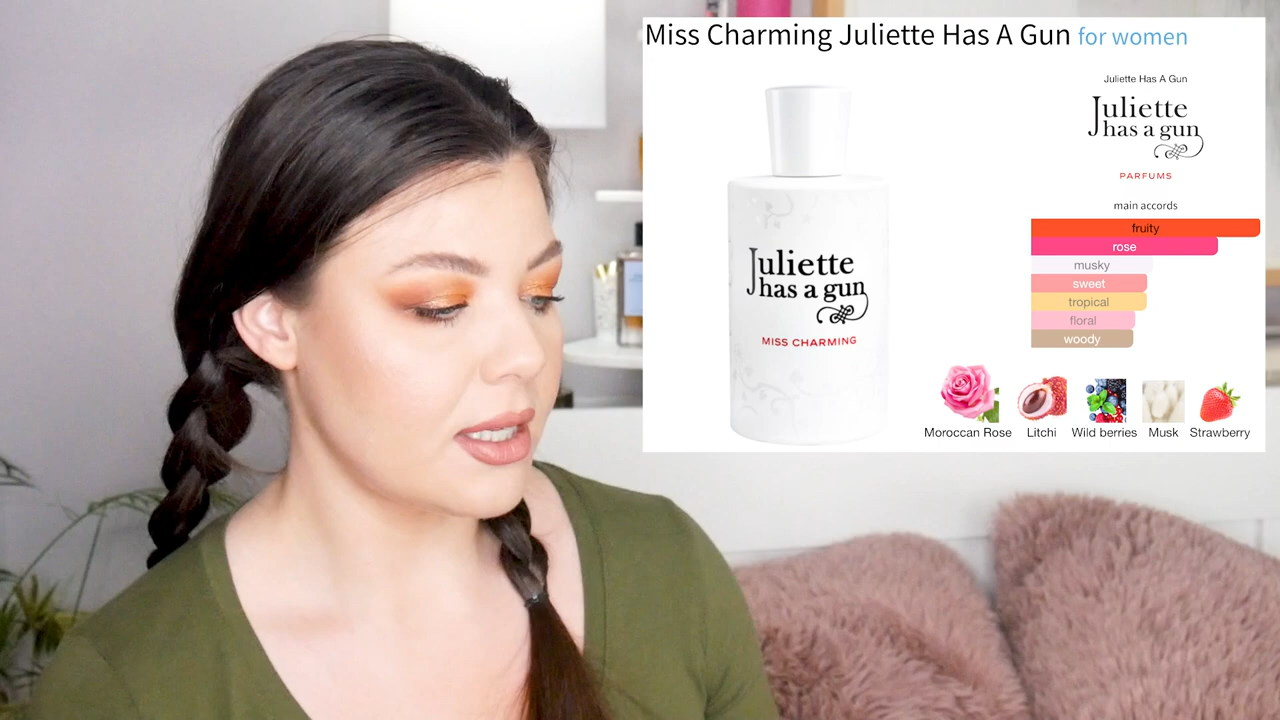 Miss Charming Juliette Has A Gun for women
Juliette Has A Gun
Juliette
has a gun
PARFUMS
main accords
fruity
rose
musky
sweet
tropical
floral
woody
Juliette
has a gun
MISS CHARMING
Moroccan Rose
Litchi
Wild berries
Musk
Strawberry